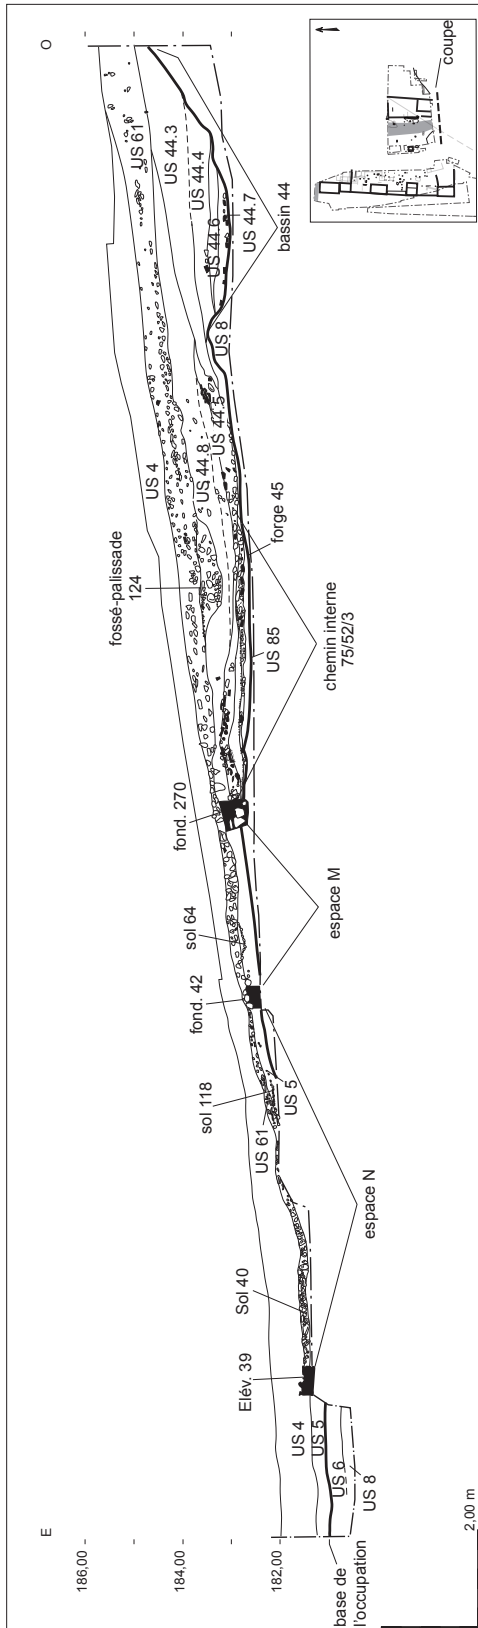 E
O
186,00
184,00
182,00
base de
l'occupation
2,00 m
US 4
US 5
US 6
US 8
Elév. 39
Sol 40
espace N
US 61
sol 118
US 5
fond. 42
sol 64
espace M
fond. 270
chemin interne
75/52/3
US 85
forge 45
fossé-palissade
124
US 4
US 44.8
US 44.5
US 8
US 61
US 44.3
US 44.4
US 44.6
US 44.7
bassin 44
coupe